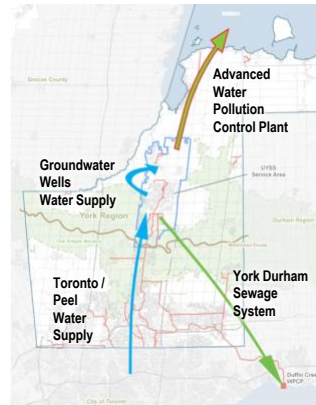 Simcoe County
Advanced
Water
Pollution
Control Plant
Groundwater
Wells
Water Supply
UYSS
Service Area
York Region
Durham Region
Toronto /
Peel
Water
Supply
York Durham
Sewage
System
Duffin Creek
WPCP
City of Toronto